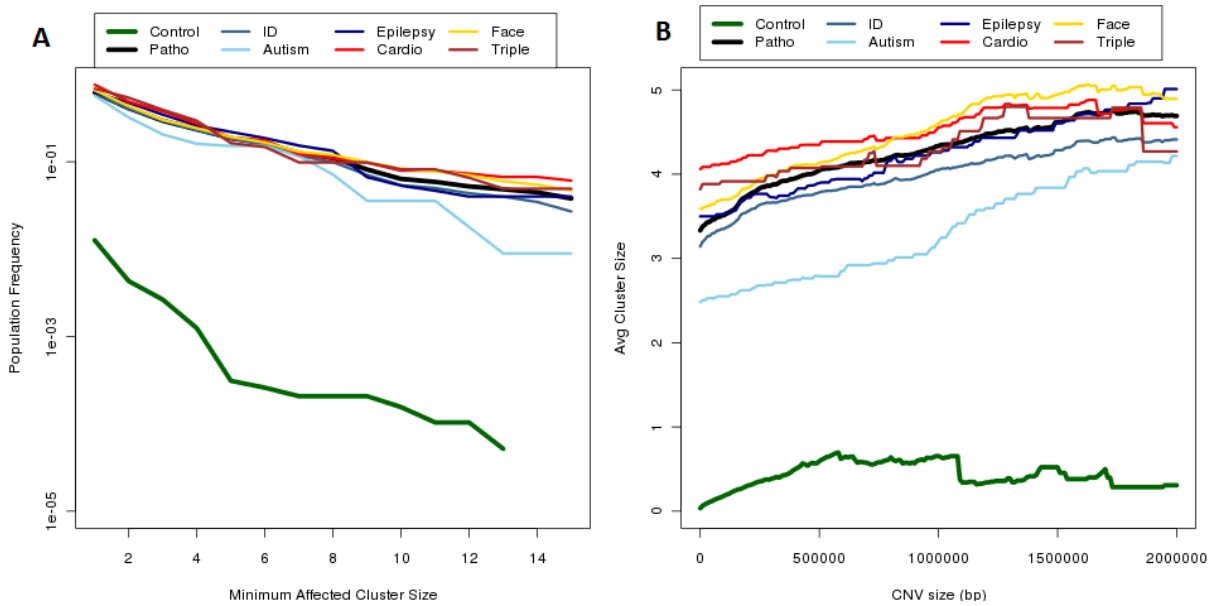 A
Control ID Epilepsy Face
Patho Autism Cardio Triple
Population Frequency
1e-01
1e-03
1e-05
2 4 6 8 10 12 14
Minimum Affected Cluster Size
B
Control ID Epilepsy Face
Patho Autism Cardio Triple
Avg Cluster Size
5
4
3
2
1
0
0 500000 1000000 1500000 2000000
CNV size (bp)